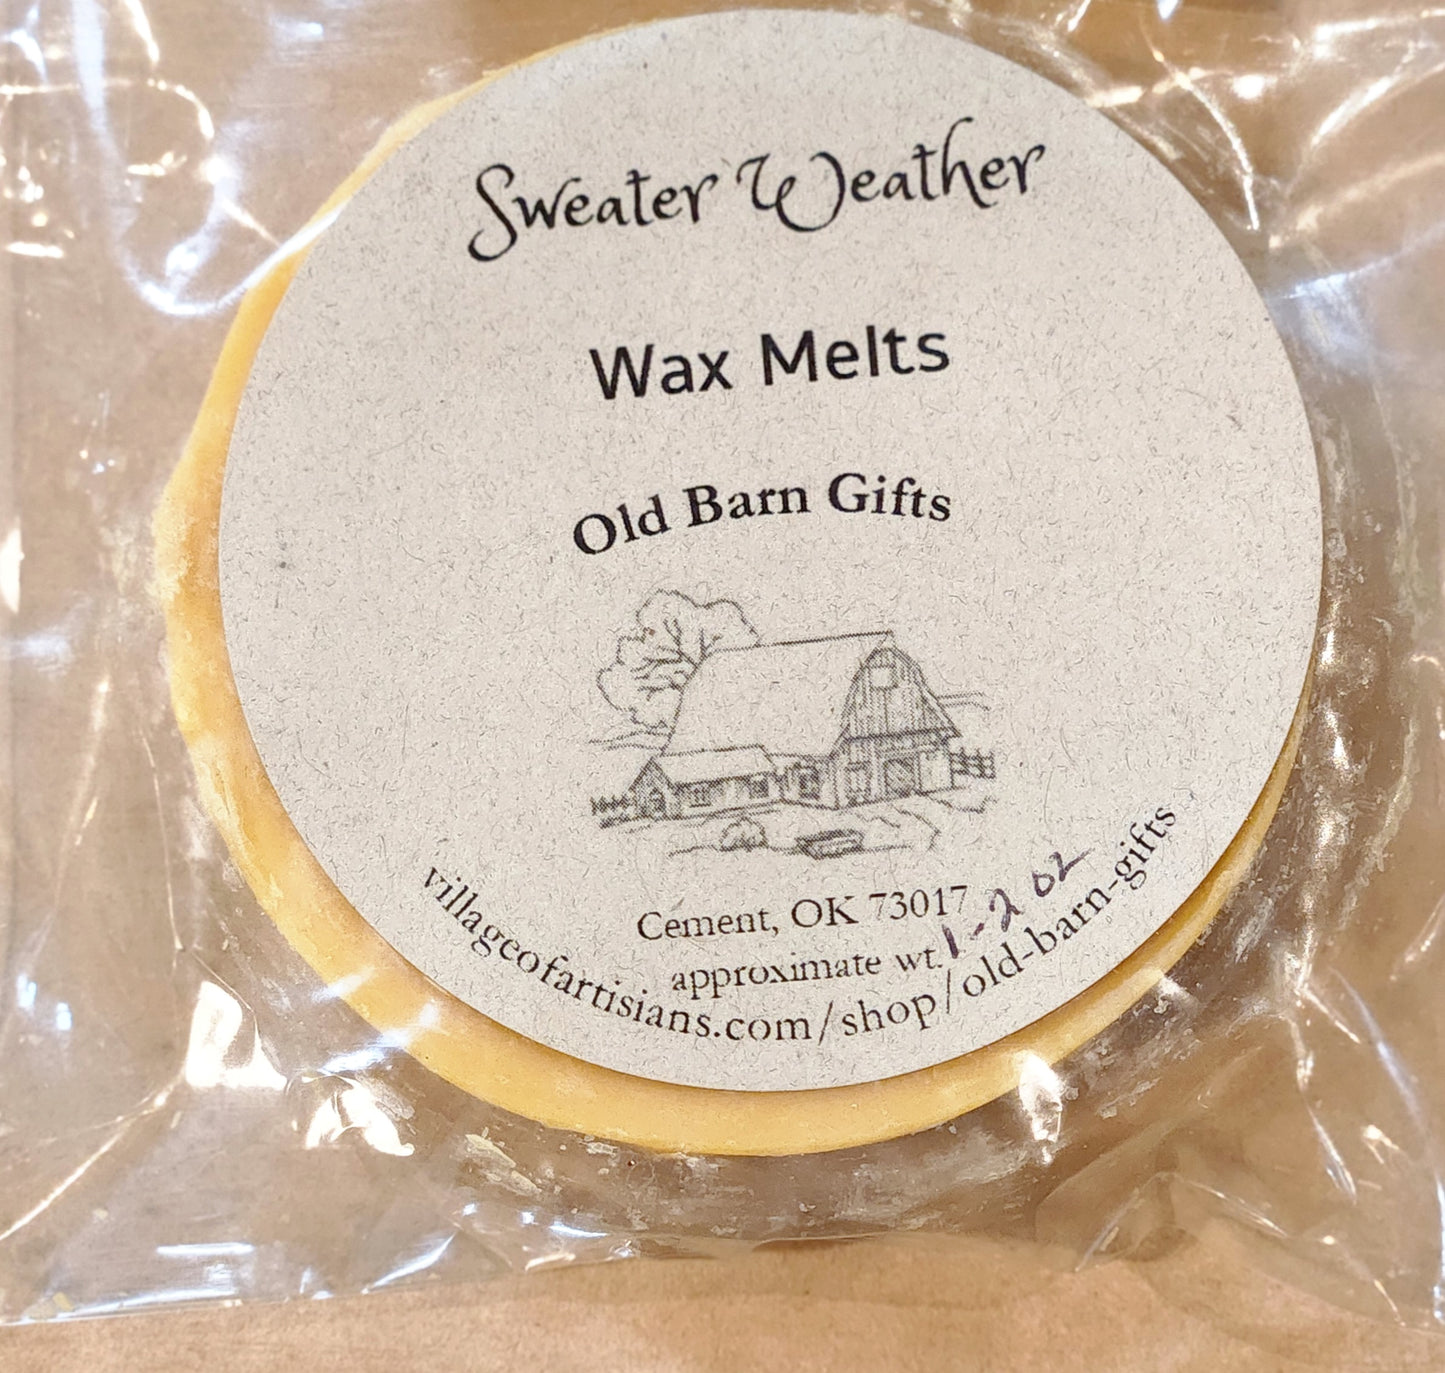 Sweater Weather
Wax Melts
Old Barn Gifts
Cement, OK 73017
approximate wt. 1-2 oz
villageofartisians.com/shop/old-barn-gifts